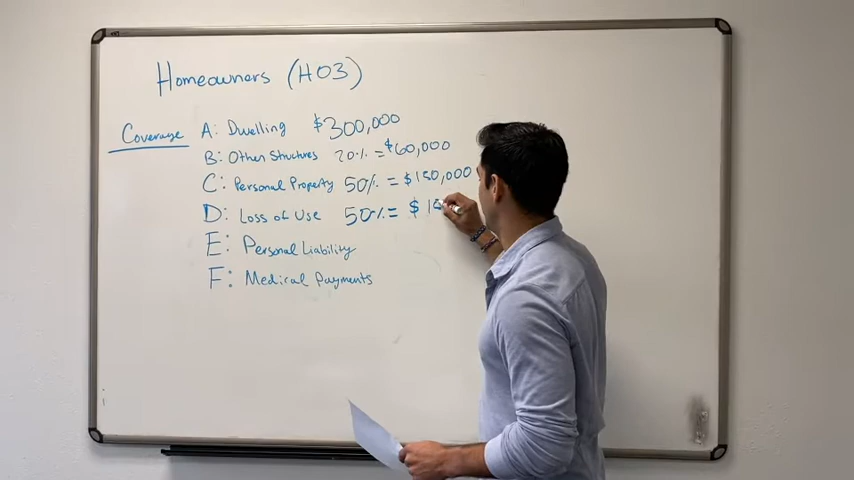 Homeowners (HO3)
Coverage A: Dwelling $300,000
B: Other Structures 20% = $60,000
C: Personal Property 50% = $150,000
D: Loss of Use 50% = $ 15
E: Personal Liability
F: Medical Payments